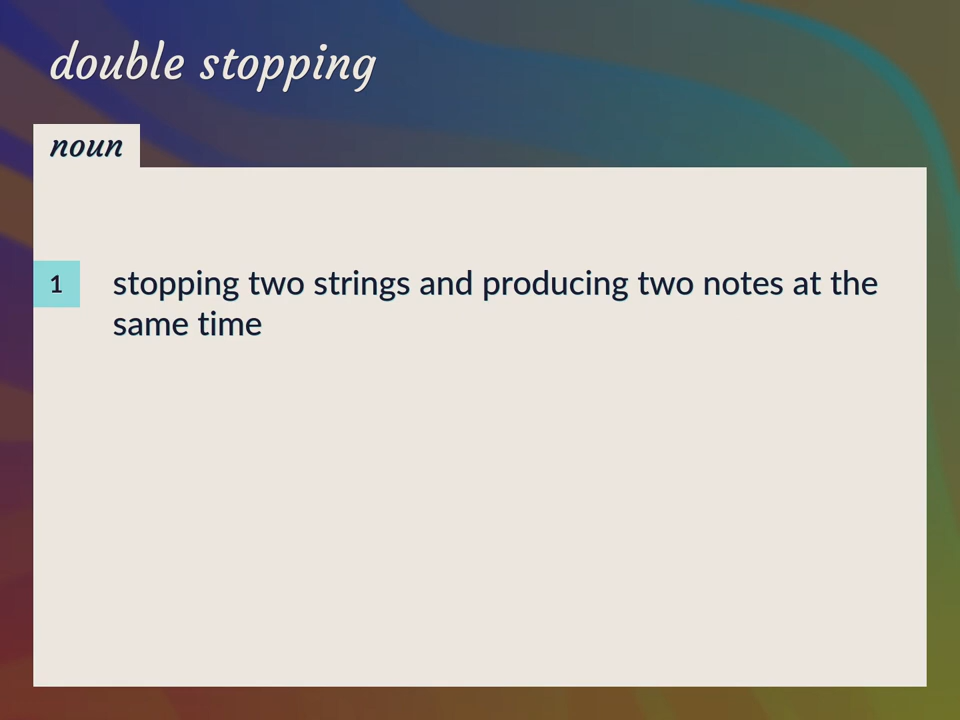 double stopping
noun
1 stopping two strings and producing two notes at the
same time